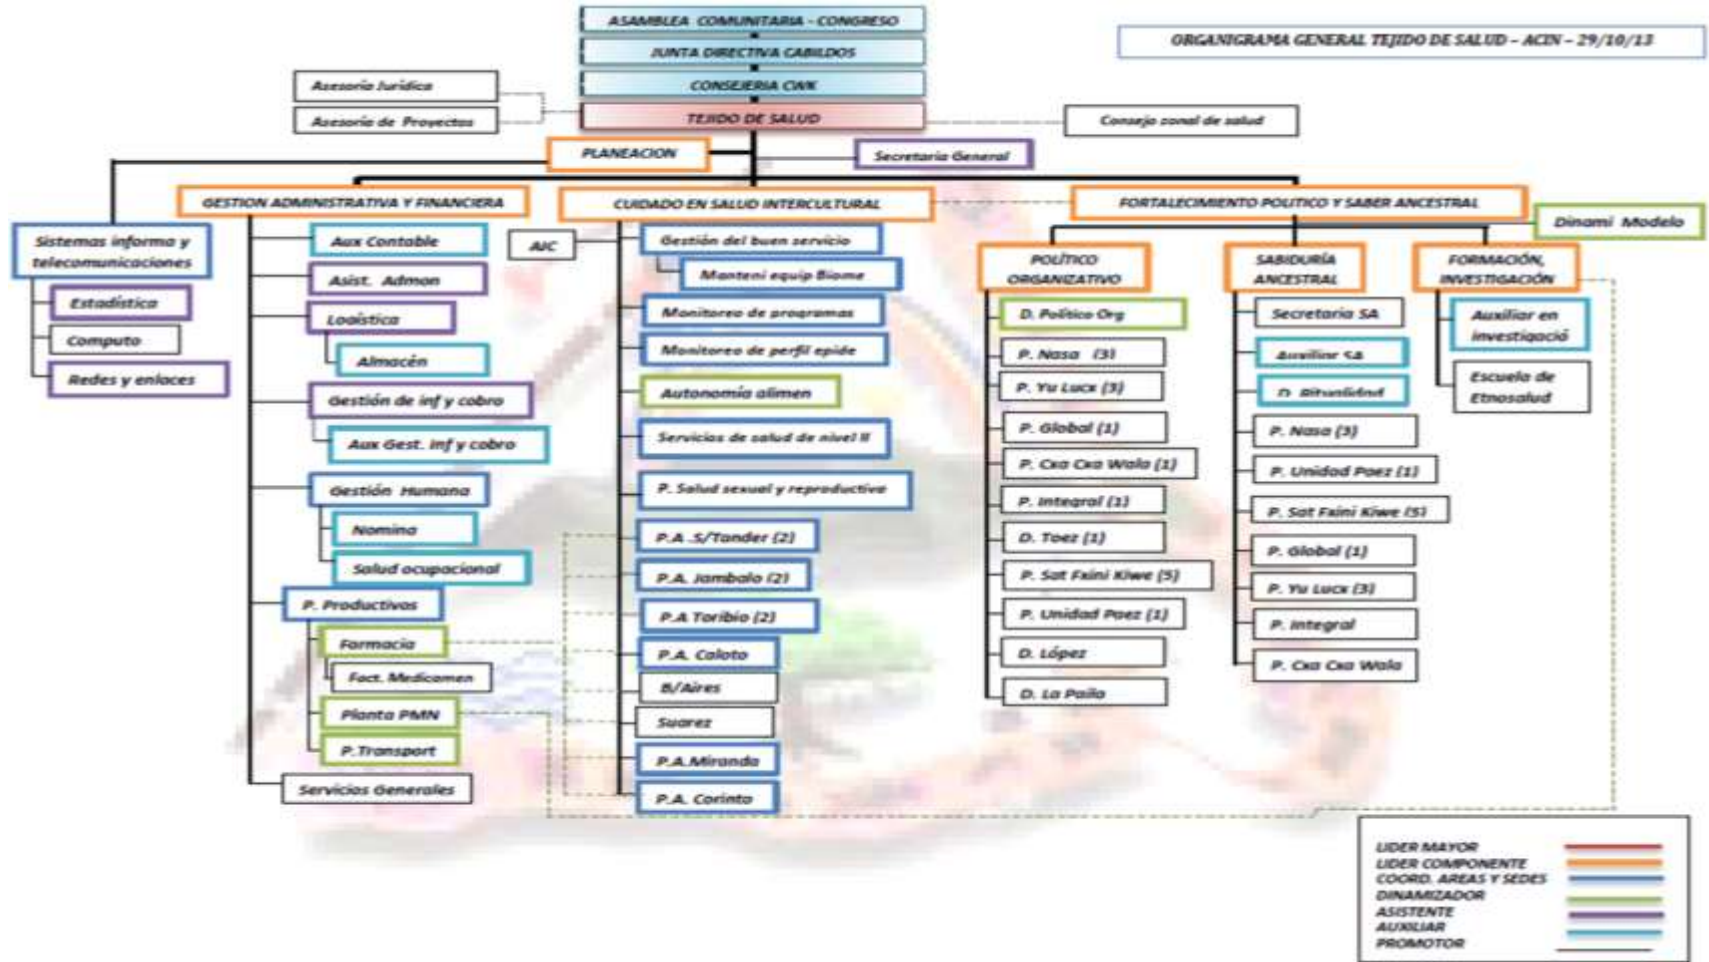 ASAMBLEA COMUNITARIA - CONGRESO
ORGANIGRAMA GENERAL TEJIDO DE SALUD – ACIN – 29/10/13
JUNTA DIRECTIVA CABILDOS
CONSEJERIA CWK
TEJIDO DE SALUD
Asesoría Jurídica
Asesoría de Proyectos
Consejo zonal de salud
PLANEACION
Secretaria General
GESTION ADMINISTRATIVA Y FINANCIERA
CUIDADO EN SALUD INTERCULTURAL
FORTALECIMIENTO POLITICO Y SABER ANCESTRAL
Dinami Modelo
Sistemas informa y
telecomunicaciones
Estadística
Computo
Redes y enlaces
Aux Contable
Asist. Admon
Logística
Almacén
Gestión de inf y cobro
Aux Gest. Inf y cobro
Gestión Humana
Nomina
Salud ocupacional
P. Productivos
Farmacia
Fact. Medicamen
Planta PMN
P.Transport
Servicios Generales
AIC
Gestión del buen servicio
Manteni equip Biome
Monitoreo de programas
Monitoreo de perfil epide
Autonomía alimen
Servicios de salud de nivel II
P. Salud sexual y reproductiva
P.A .S/Tander (2)
P.A. Jambalo (2)
P.A Toribio (2)
P.A. Caloto
B/Aires
Suarez
P.A.Miranda
P.A. Corinto
POLÍTICO
ORGANIZATIVO
D. Político Org
P. Nasa (3)
P. Yu Lucx (3)
P. Global (1)
P. Cxa Cxa Wala (1)
P. Integral (1)
D. Toez (1)
P. Sat Fxini Kiwe (5)
P. Unidad Paez (1)
D. López
D. La Paila
SABIDURÍA
ANCESTRAL
Secretaria SA
Auxiliar SA
D. Ritualidad
P. Nasa (3)
P. Unidad Paez (1)
P. Sat Fxini Kiwe (5)
P. Global (1)
P. Yu Lucx (3)
P. Integral
P. Cxa Cxa Wala
FORMACIÓN,
INVESTIGACIÓN
Auxiliar en
investigació
Escuela de
Etnosalud
LIDER MAYOR
LIDER COMPONENTE
COORD. AREAS Y SEDES
DINAMIZADOR
ASISTENTE
AUXILIAR
PROMOTOR